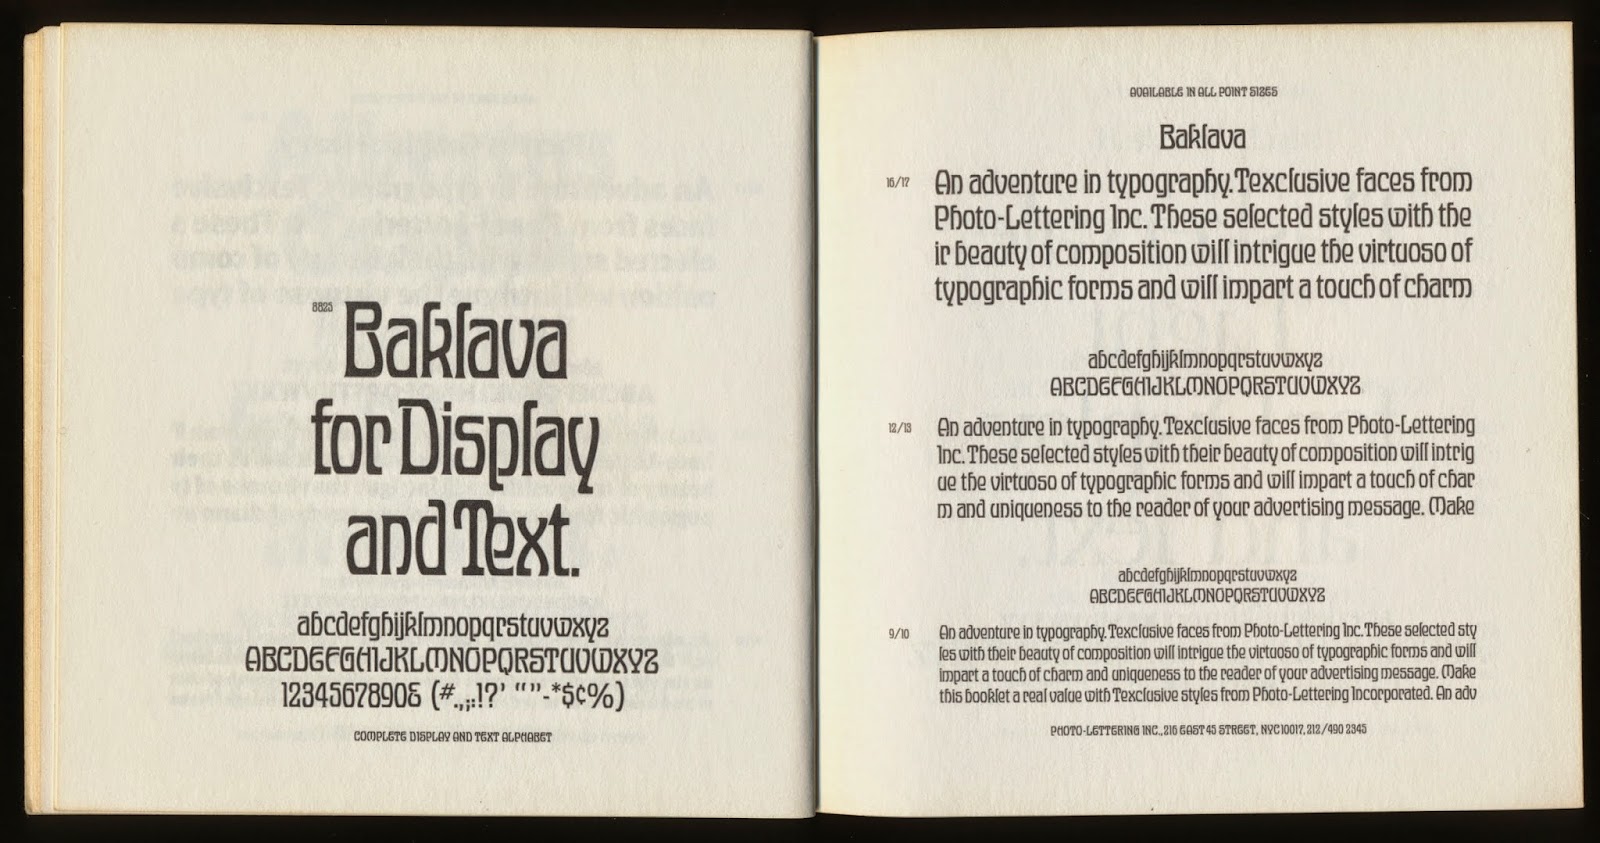 8823
Baklava
for Display
and Text.
abcdefghijklmnopqrstuvwxyz
ABCDEFGHIJKLMNOPQRSTUVWXYZ
1234567890& (#.,;:!?’ “”-*$¢%)
COMPLETE DISPLAY AND TEXT ALPHABET
AVAILABLE IN ALL POINT SIZES
Baklava
16/17
An adventure in typography. Texclusive faces from
Photo-Lettering Inc. These selected styles with the
ir beauty of composition will intrigue the virtuoso of
typographic forms and will impart a touch of charm
abcdefghijklmnopqrstuvwxyz
ABCDEFGHIJKLMNOPQRSTUVWXYZ
12/13
An adventure in typography. Texclusive faces from Photo-Lettering
Inc. These selected styles with their beauty of composition will intrig
ue the virtuoso of typographic forms and will impart a touch of char
m and uniqueness to the reader of your advertising message. Make
abcdefghijklmnopqrstuvwxyz
ABCDEFGHIJKLMNOPQRSTUVWXYZ
9/10
An adventure in typography. Texclusive faces from Photo-Lettering Inc. These selected sty
les with their beauty of composition will intrigue the virtuoso of typographic forms and will
impart a touch of charm and uniqueness to the reader of your advertising message. Make
this booklet a real value with Texclusive styles from Photo-Lettering Incorporated. An adv
PHOTO-LETTERING INC., 216 EAST 45 STREET, NYC 10017, 212/490 2345